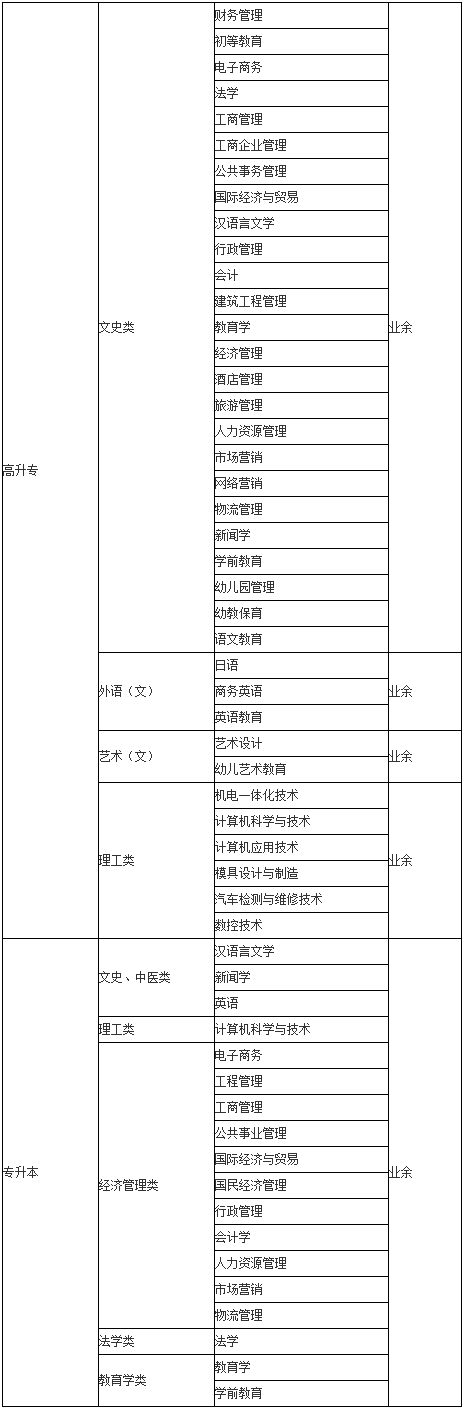 财务管理
初等教育
电子商务
法学
工商管理
工商企业管理
公共事务管理
国际经济与贸易
汉语言文学
行政管理
会计
建筑工程管理
文史类 教育学 业余
经济管理
酒店管理
旅游管理
人力资源管理
市场营销
高升专
网络营销
物流管理
新闻学
学前教育
幼儿园管理
幼教保育
语文教育
日语
外语（文） 商务英语 业余
英语教育
艺术设计
艺术（文） 业余
幼儿艺术教育
机电一体化技术
计算机科学与技术
计算机应用技术
理工类 业余
模具设计与制造
汽车检测与维修技术
数控技术
汉语言文学
文史、中医类 新闻学
英语
理工类 计算机科学与技术
电子商务
工程管理
工商管理
公共事业管理
国际经济与贸易
专升本 业余
经济管理类 国民经济管理
行政管理
会计学
人力资源管理
市场营销
物流管理
法学类 法学
教育学
教育学类
学前教育